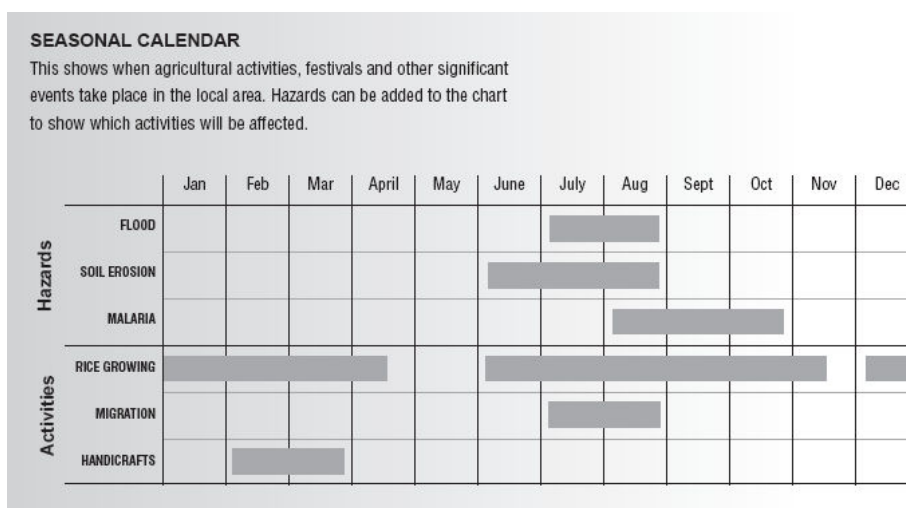 SEASONAL CALENDAR
This shows when agricultural activities, festivals and other significant
events take place in the local area. Hazards can be added to the chart
to show which activities will be affected.
Jan Feb Mar April May June July Aug Sept Oct Nov Dec
Hazards
FLOOD
SOIL EROSION
MALARIA
Activities
RICE GROWING
MIGRATION
HANDICRAFTS